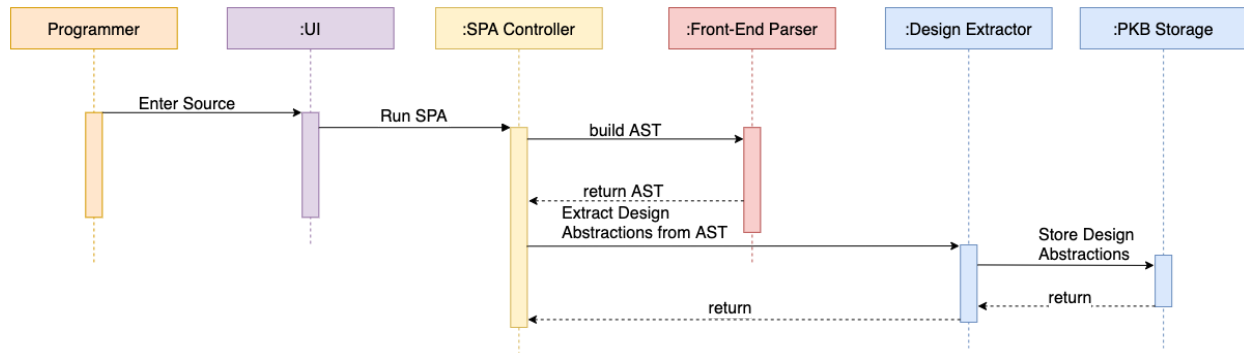 Programmer
:UI
:SPA Controller
:Front-End Parser
:Design Extractor
:PKB Storage
Enter Source
Run SPA
build AST
return AST
Extract Design
Abstractions from AST
Store Design
Abstractions
return
return